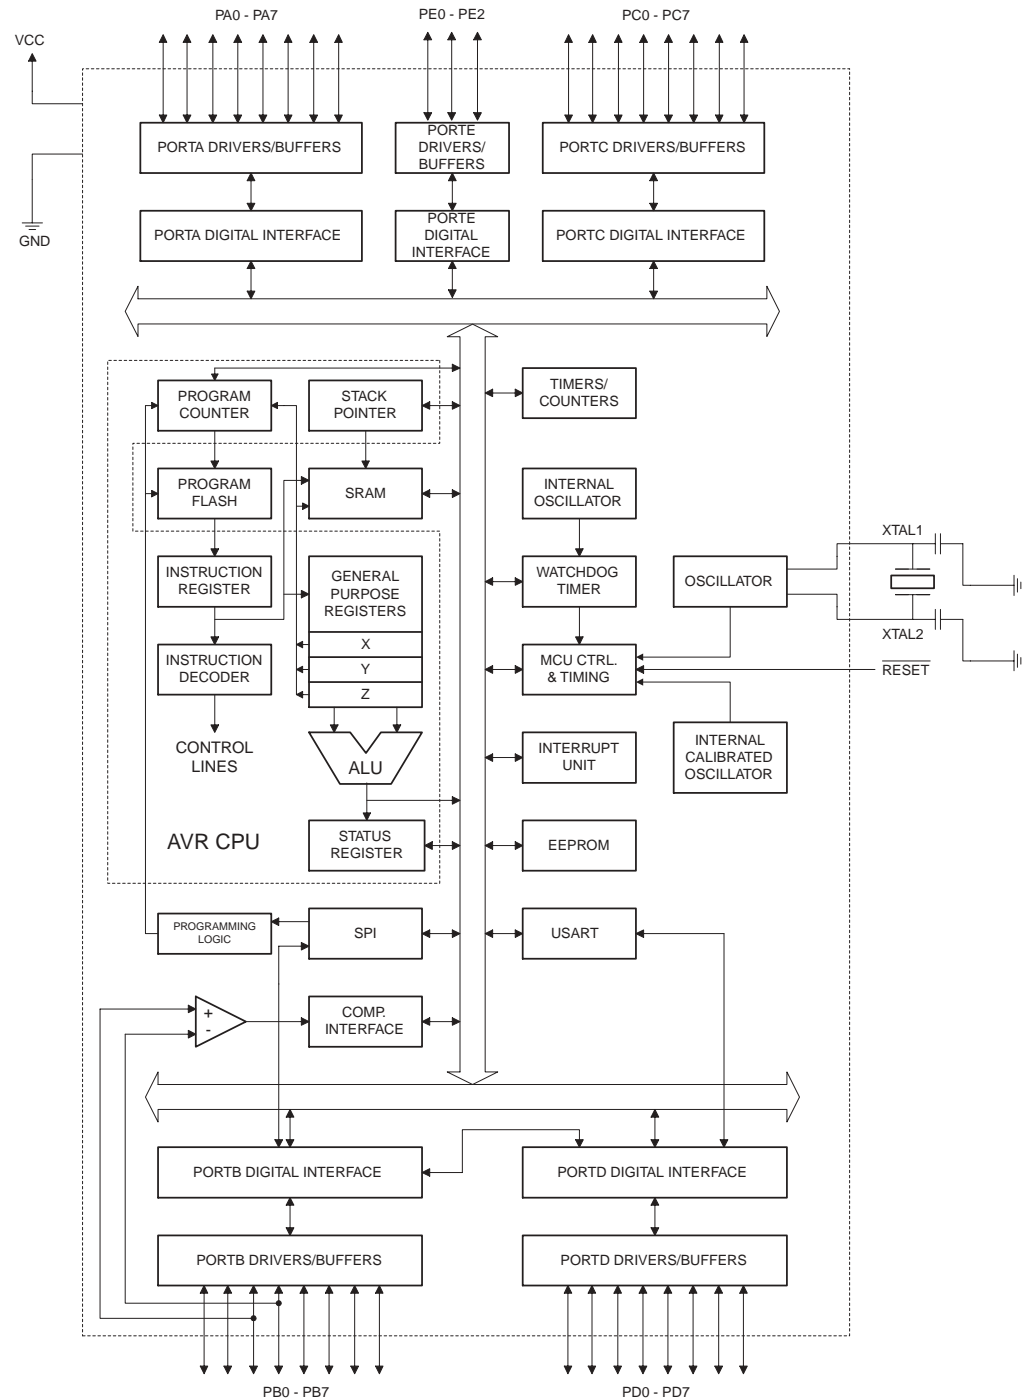 PA0 - PA7
PE0 - PE2
PC0 - PC7
VCC
PORTA DRIVERS/BUFFERS
PORTE
DRIVERS/
BUFFERS
PORTC DRIVERS/BUFFERS
GND
PORTA DIGITAL INTERFACE
PORTE
DIGITAL
INTERFACE
PORTC DIGITAL INTERFACE
PROGRAM
COUNTER
STACK
POINTER
TIMERS/
COUNTERS
PROGRAM
FLASH
SRAM
INTERNAL
OSCILLATOR
XTAL1
INSTRUCTION
REGISTER
GENERAL
PURPOSE
REGISTERS
WATCHDOG
TIMER
OSCILLATOR
XTAL2
X
Y
Z
INSTRUCTION
DECODER
MCU CTRL.
& TIMING
RESET
CONTROL
LINES
ALU
INTERRUPT
UNIT
INTERNAL
CALIBRATED
OSCILLATOR
AVR CPU
STATUS
REGISTER
EEPROM
PROGRAMMING
LOGIC
SPI
USART
+
-
COMP.
INTERFACE
PORTB DIGITAL INTERFACE
PORTD DIGITAL INTERFACE
PORTB DRIVERS/BUFFERS
PORTD DRIVERS/BUFFERS
PB0 - PB7
PD0 - PD7